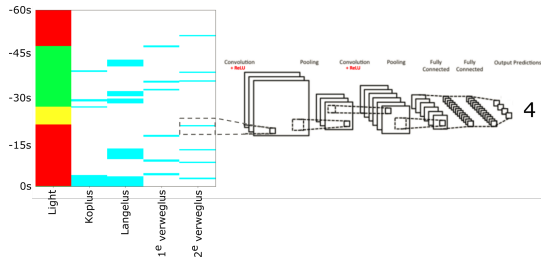 -60s
-45s
-30s
-15s
0s
Light
Koplus
Langelus
1e verweglus
2e verweglus
Convolution + ReLU
Pooling
Convolution + ReLU
Pooling
Fully Connected
Fully Connected
Output Predictions
4